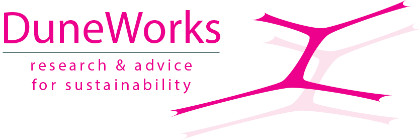 DuneWorks
research & advice
for sustainability